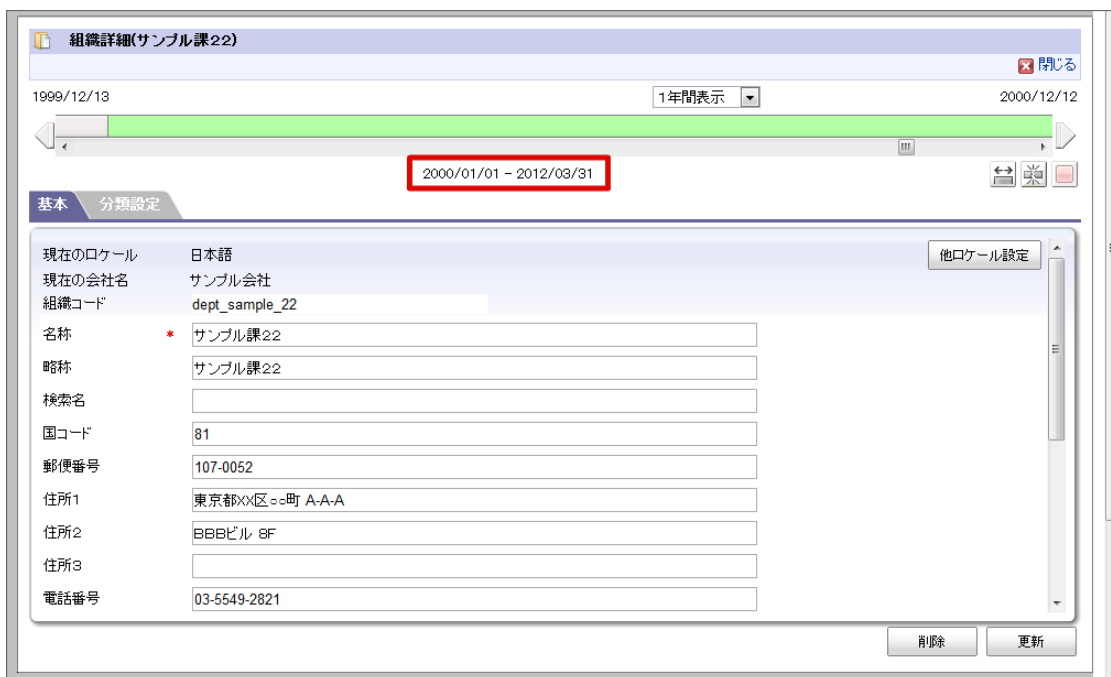 組織詳細(サンプル課22)
閉じる
1999/12/13 1年間表示 2000/12/12
2000/01/01 - 2012/03/31
基本 分類設定
現在のロケール 日本語 他ロケール設定
現在の会社名 サンプル会社
組織コード dept_sample_22
名称 * サンプル課22
略称 サンプル課22
検索名
国コード 81
郵便番号 107-0052
住所1 東京都XX区○○町 A-A-A
住所2 BBBビル 8F
住所3
電話番号 03-5549-2821
削除 更新